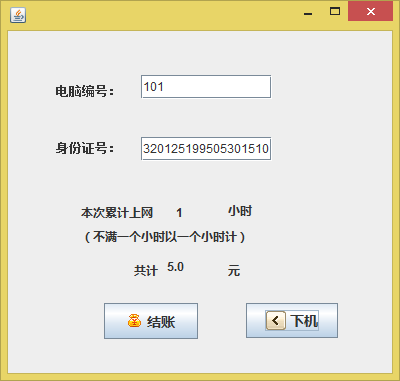 电脑编号： 101
身份证号： 320125199505301510
本次累计上网 1 小时
（不满一个小时以一个小时计）
共计 5.0 元
结账 下机